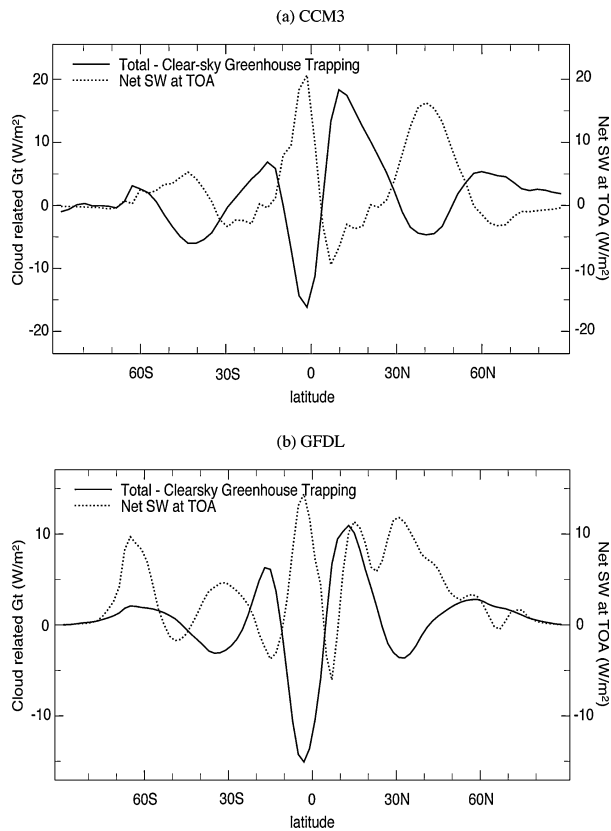 (a) CCM3
Total - Clear-sky Greenhouse Trapping
Net SW at TOA
Cloud related Gt (W/m²)
20
10
0
-10
-20
20
10
0
-10
-20
Net SW at TOA (W/m²)
60S 30S 0 30N 60N
latitude
(b) GFDL
Total - Clearsky Greenhouse Trapping
Net SW at TOA
Cloud related Gt (W/m²)
10
0
-10
10
0
-10
Net SW at TOA (W/m²)
60S 30S 0 30N 60N
latitude